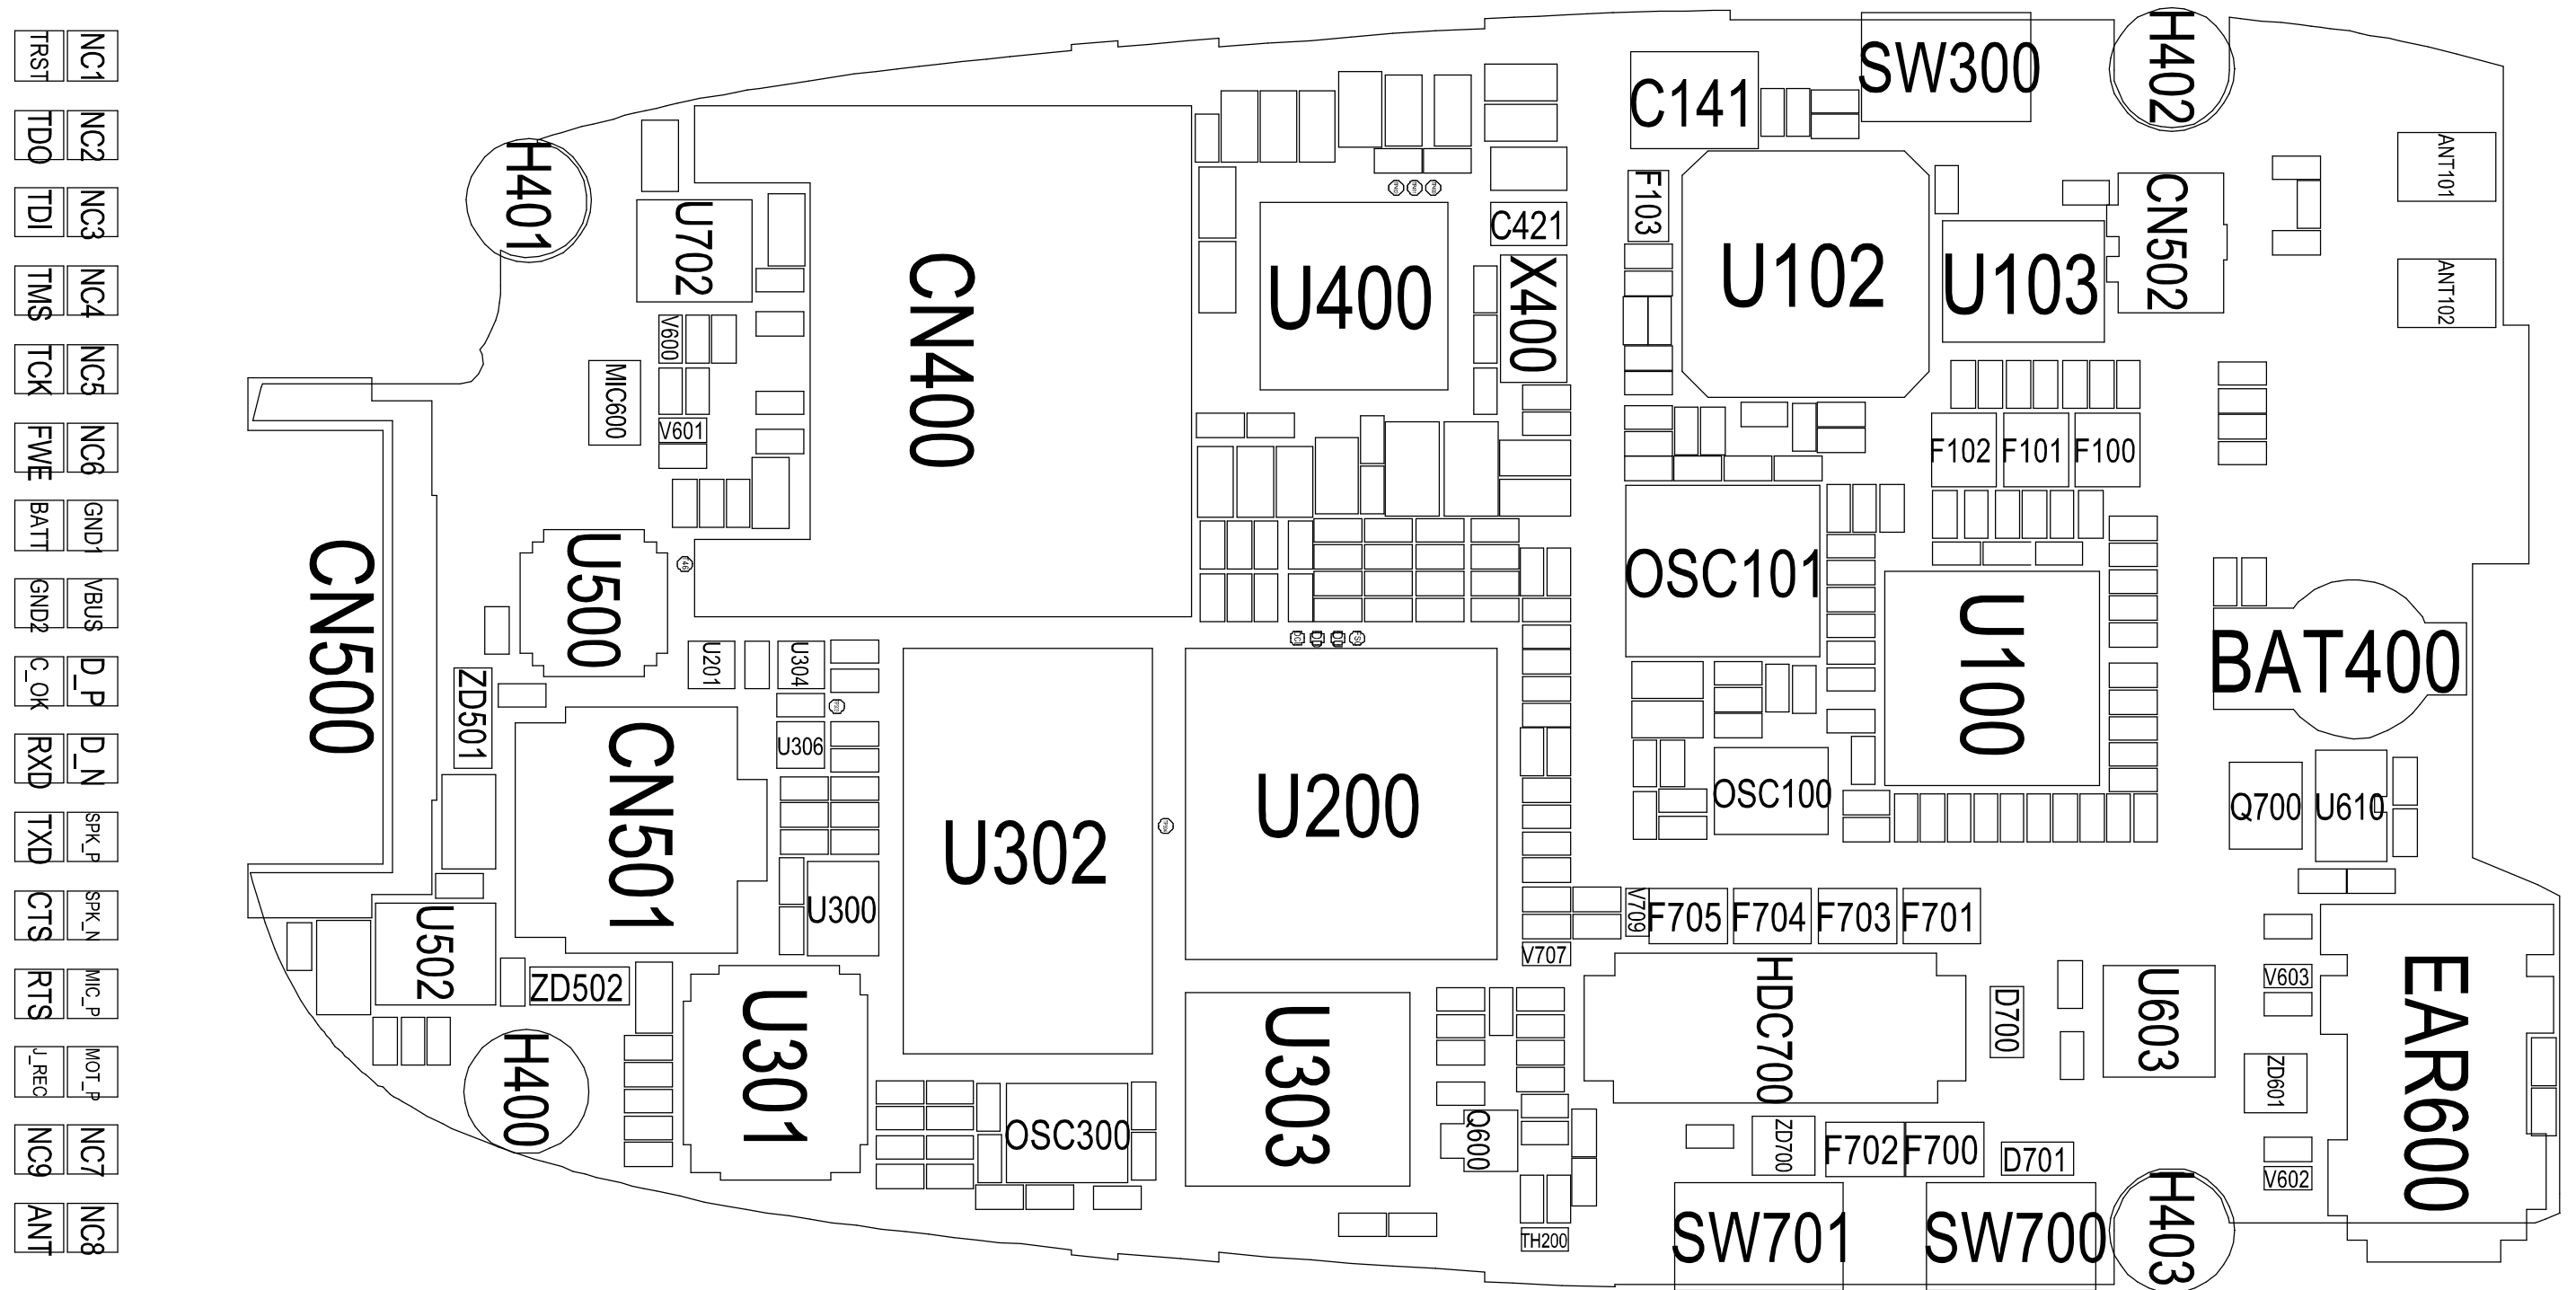 TRST NC1
TDO NC2
TDI NC3
TMS NC4
TCK NC5
FWE NC6
BATT GND1
GND2 VBUS
C_OK D_P
RXD D_N
TXD SPK_P
CTS SPK_N
RTS MIC_P
J_REC MOT_P
NC9 NC7
ANT NC8
H401
U702
CN400
V600
MIC600
V601
U400
C421
X400
C141
SW300
H402
F103
U102
U103
CN502
ANT101
ANT102
F102
F101
F100
CN500
U500
ZD501
U201
U304
U306
CN501
U300
U302
U200
OSC101
OSC100
U100
BAT400
Q700
U610
U502
ZD502
H400
U301
OSC300
U303
Q600
TH200
V707
V709
F705
F704
F703
F701
HDC700
D700
U603
V603
ZD601
V602
EAR600
ZD700
F702
F700
D701
SW701
SW700
H403